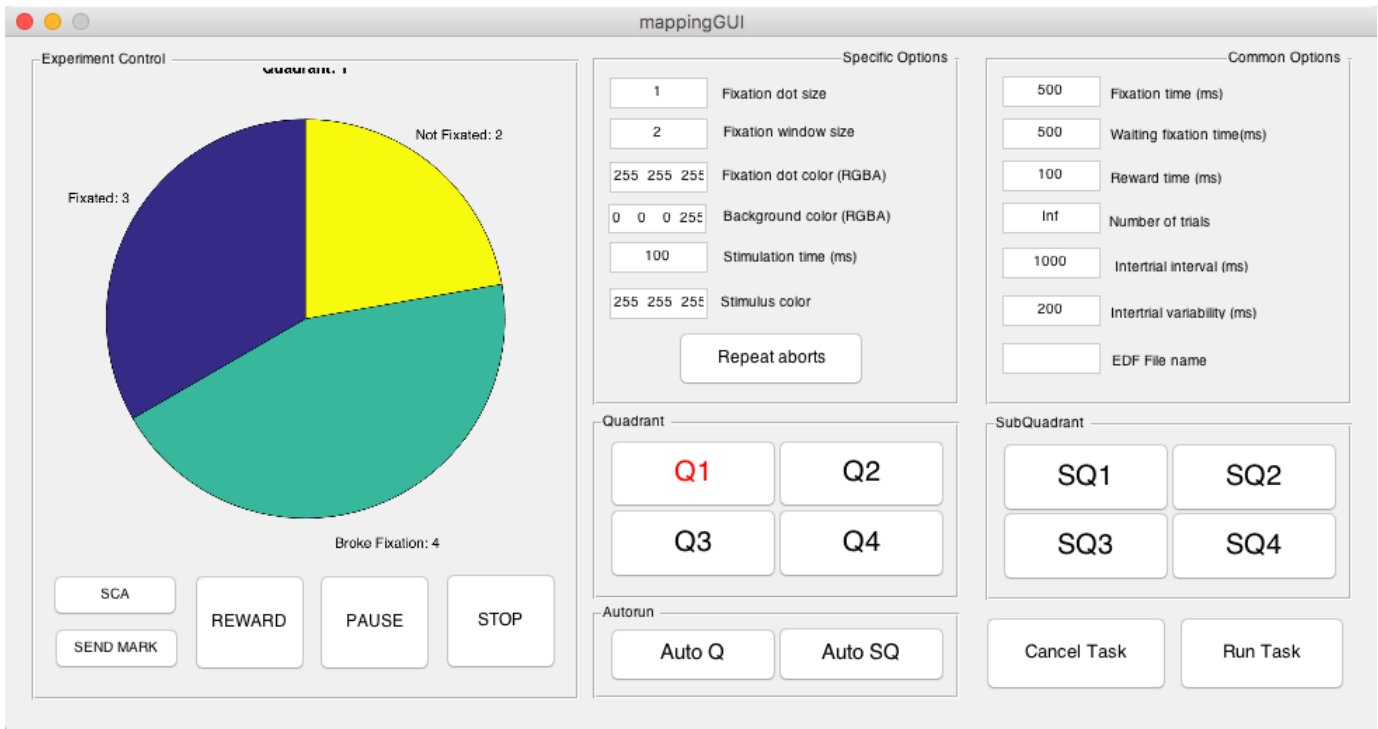 mappingGUI
Experiment Control
Quadrant: 1
Not Fixated: 2
Fixated: 3
Broke Fixation: 4
SCA
SEND MARK
REWARD
PAUSE
STOP
Specific Options
1 Fixation dot size
2 Fixation window size
255 255 255 Fixation dot color (RGBA)
0 0 0 255 Background color (RGBA)
100 Stimulation time (ms)
255 255 255 Stimulus color
Repeat aborts
Common Options
500 Fixation time (ms)
500 Waiting fixation time(ms)
100 Reward time (ms)
Inf Number of trials
1000 Intertrial interval (ms)
200 Intertrial variability (ms)
EDF File name
Quadrant
Q1 Q2
Q3 Q4
SubQuadrant
SQ1 SQ2
SQ3 SQ4
Autorun
Auto Q Auto SQ
Cancel Task Run Task